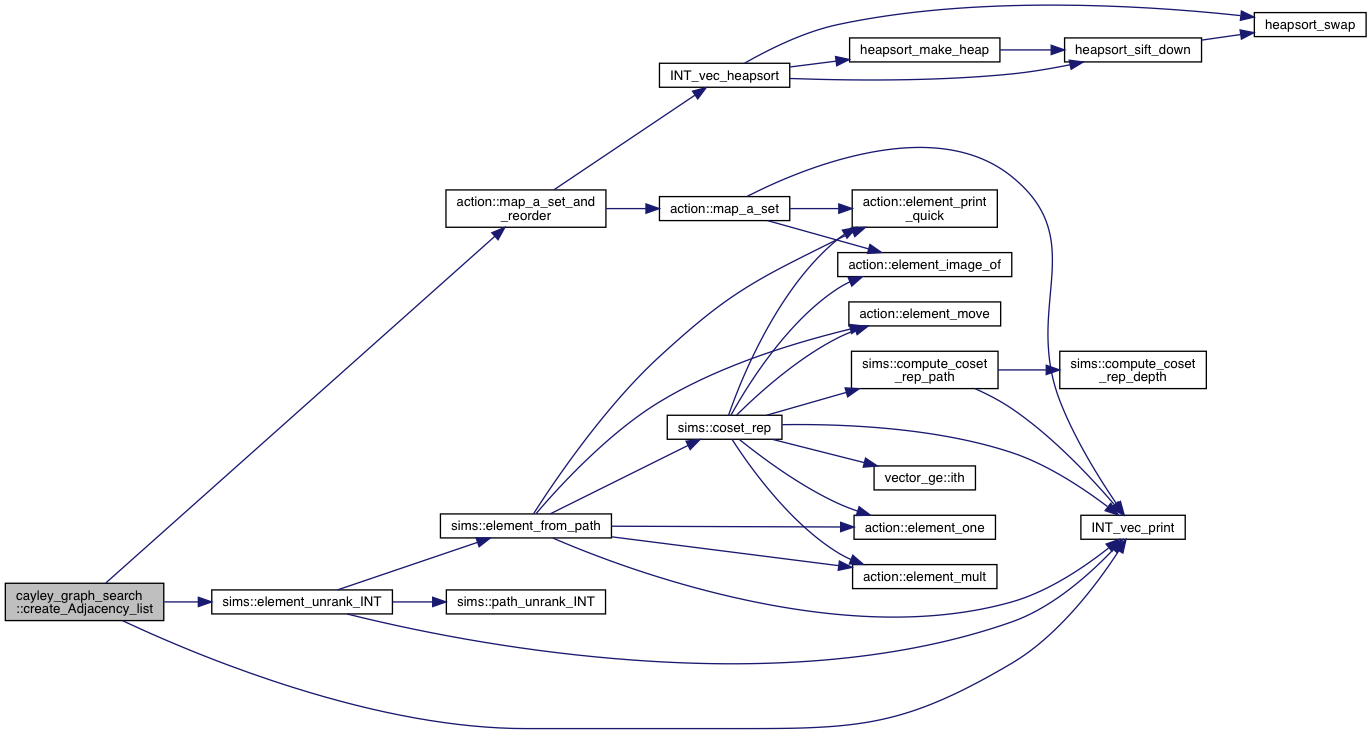 heapsort_swap
heapsort_make_heap
heapsort_sift_down
INT_vec_heapsort
action::map_a_set_and
_reorder
action::map_a_set
action::element_print
_quick
action::element_image_of
action::element_move
sims::compute_coset
_rep_path
sims::compute_coset
_rep_depth
sims::coset_rep
vector_ge::ith
sims::element_from_path
action::element_one
INT_vec_print
action::element_mult
cayley_graph_search
::create_Adjacency_list
sims::element_unrank_INT
sims::path_unrank_INT